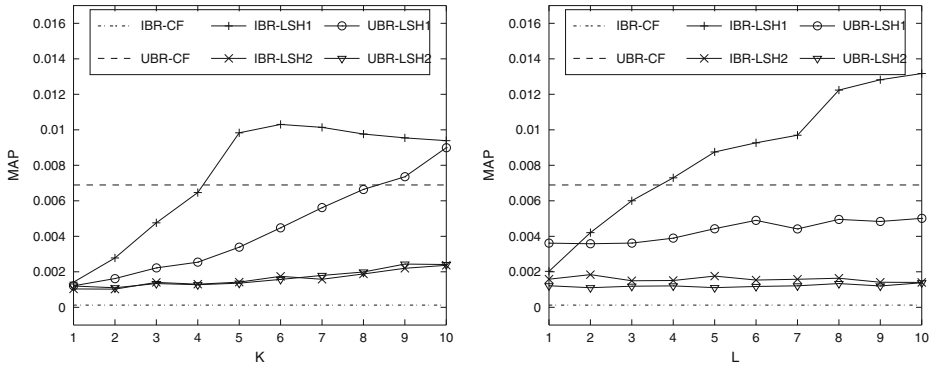 IBR-CF IBR-LSH1 UBR-LSH1
UBR-CF IBR-LSH2 UBR-LSH2
MAP
0.016
0.014
0.012
0.01
0.008
0.006
0.004
0.002
0
1 2 3 4 5 6 7 8 9 10
K
IBR-CF IBR-LSH1 UBR-LSH1
UBR-CF IBR-LSH2 UBR-LSH2
MAP
0.016
0.014
0.012
0.01
0.008
0.006
0.004
0.002
0
1 2 3 4 5 6 7 8 9 10
L